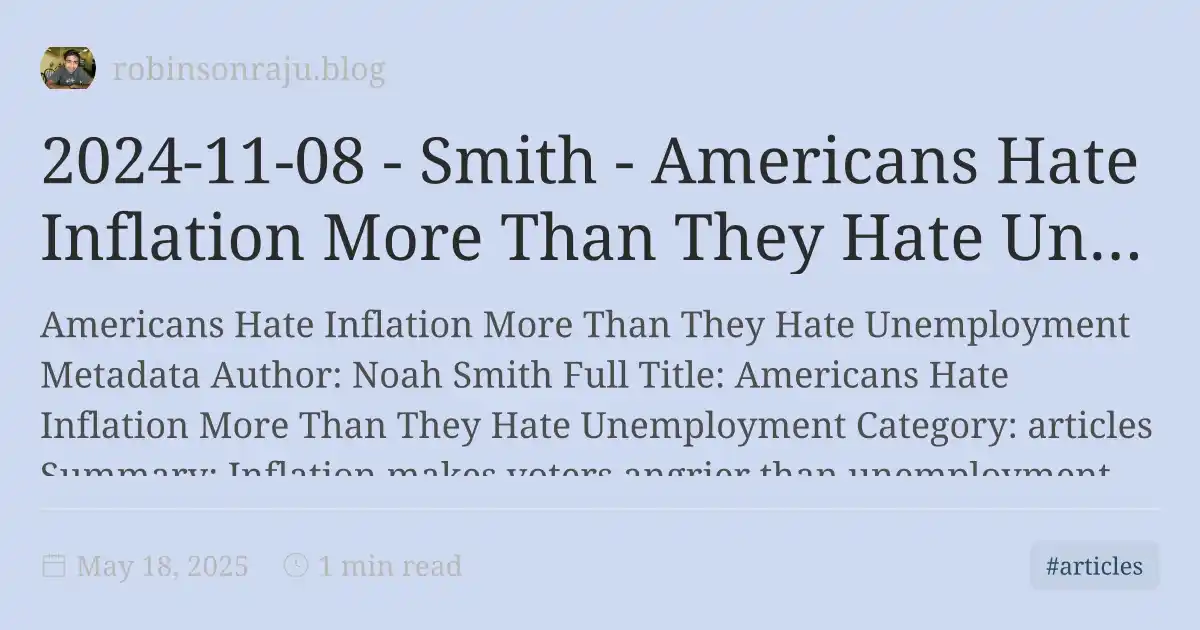 robinsonraju.blog
2024-11-08 - Smith - Americans Hate
Inflation More Than They Hate Un...
Americans Hate Inflation More Than They Hate Unemployment
Metadata Author: Noah Smith Full Title: Americans Hate
Inflation More Than They Hate Unemployment Category: articles
Summary: Inflation makes voters angrier than unemployment
May 18, 2025
1 min read
#articles